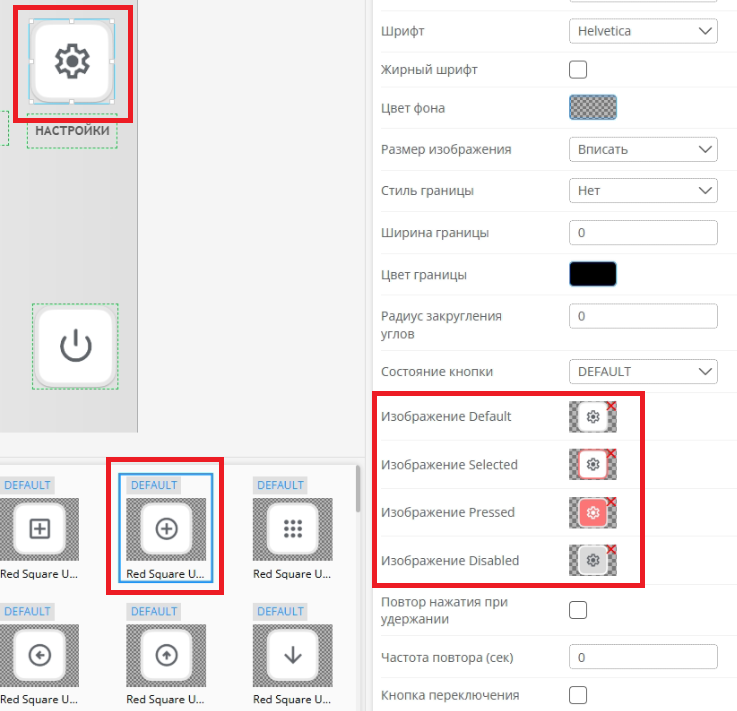 НАСТРОЙКИ
DEFAULT
DEFAULT
DEFAULT
Red Square U...
Red Square U...
Red Square U...
DEFAULT
DEFAULT
DEFAULT
Red Square U...
Red Square U...
Red Square U...
Шрифт
Helvetica
Жирный шрифт
Цвет фона
Размер изображения
Вписать
Стиль границы
Нет
Ширина границы
0
Цвет границы
Радиус закругления
углов
0
Состояние кнопки
DEFAULT
Изображение Default
Изображение Selected
Изображение Pressed
Изображение Disabled
Повтор нажатия при
удержании
Частота повтора (сек)
0
Кнопка переключения